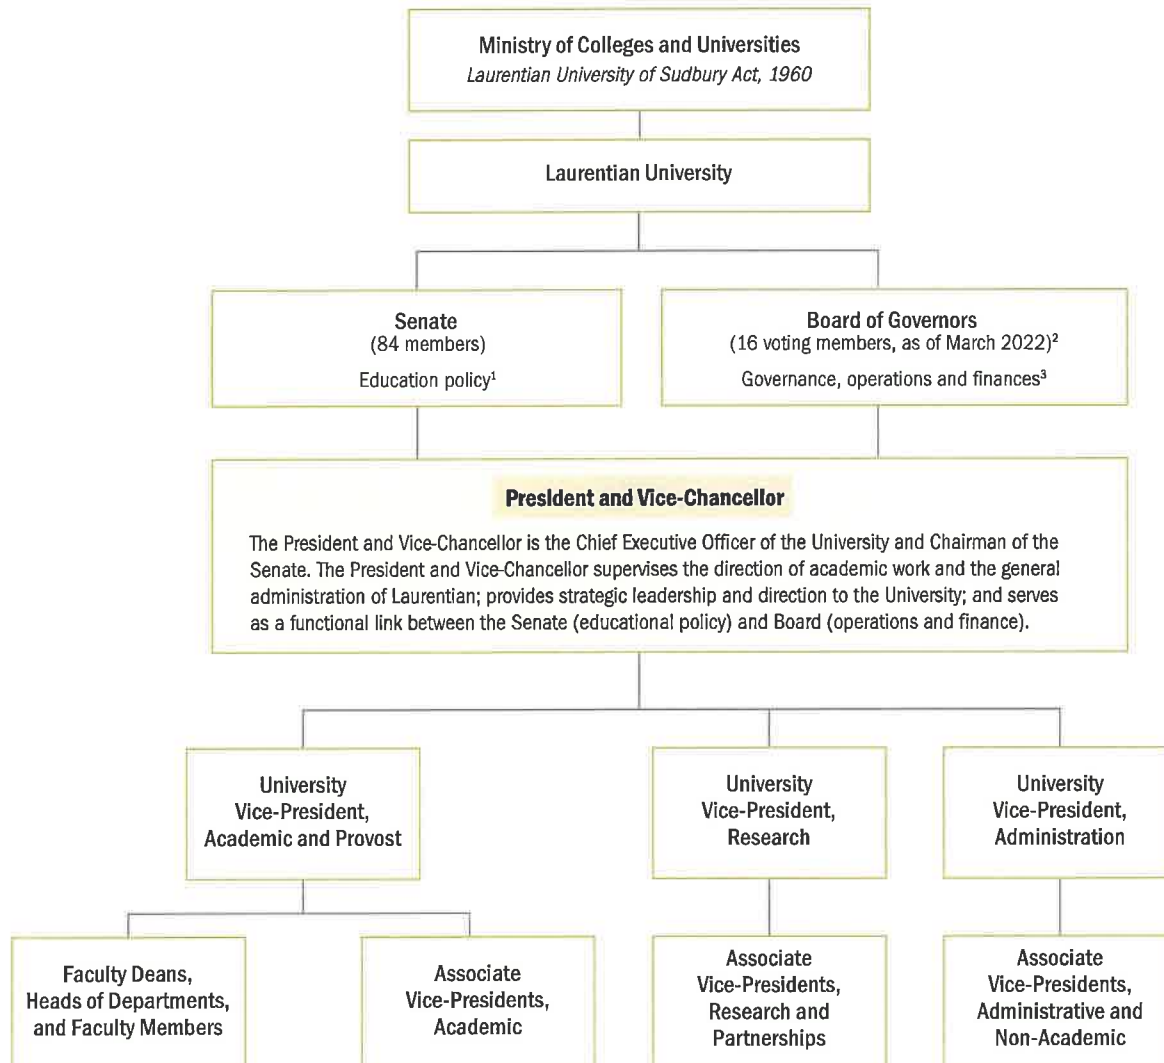 Ministry of Colleges and Universities
Laurentian University of Sudbury Act, 1960
Laurentian University
Senate
(84 members)
Education policy¹
Board of Governors
(16 voting members, as of March 2022)²
Governance, operations and finances³
President and Vice-Chancellor
The President and Vice-Chancellor is the Chief Executive Officer of the University and Chairman of the
Senate. The President and Vice-Chancellor supervises the direction of academic work and the general
administration of Laurentian; provides strategic leadership and direction to the University; and serves
as a functional link between the Senate (educational policy) and Board (operations and finance).
University
Vice-President,
Academic and Provost
University
Vice-President,
Research
University
Vice-President,
Administration
Faculty Deans,
Heads of Departments,
and Faculty Members
Associate
Vice-Presidents,
Academic
Associate
Vice-Presidents,
Research and
Partnerships
Associate
Vice-Presidents,
Administrative and
Non-Academic